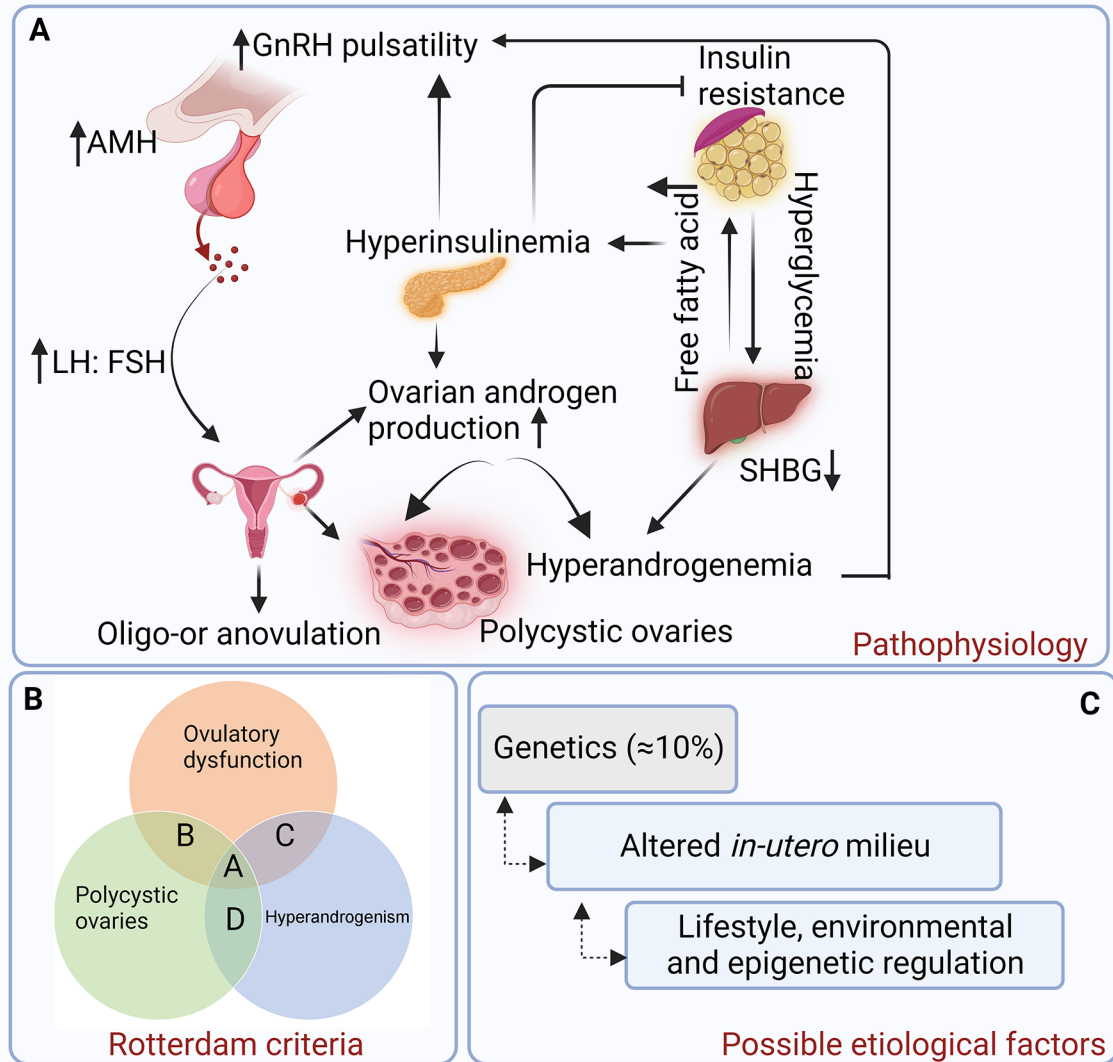 A
GnRH pulsatility
Insulin
resistance
AMH
Hyperglycemia
Free fatty acid
Hyperinsulinemia
LH: FSH
Ovarian androgen
production
SHBG
Hyperandrogenemia
Oligo-or anovulation
Polycystic ovaries
Pathophysiology
B
Ovulatory
dysfunction
B
C
A
Polycystic
ovaries
D
Hyperandrogenism
Rotterdam criteria
C
Genetics (≈10%)
Altered in-utero milieu
Lifestyle, environmental
and epigenetic regulation
Possible etiological factors